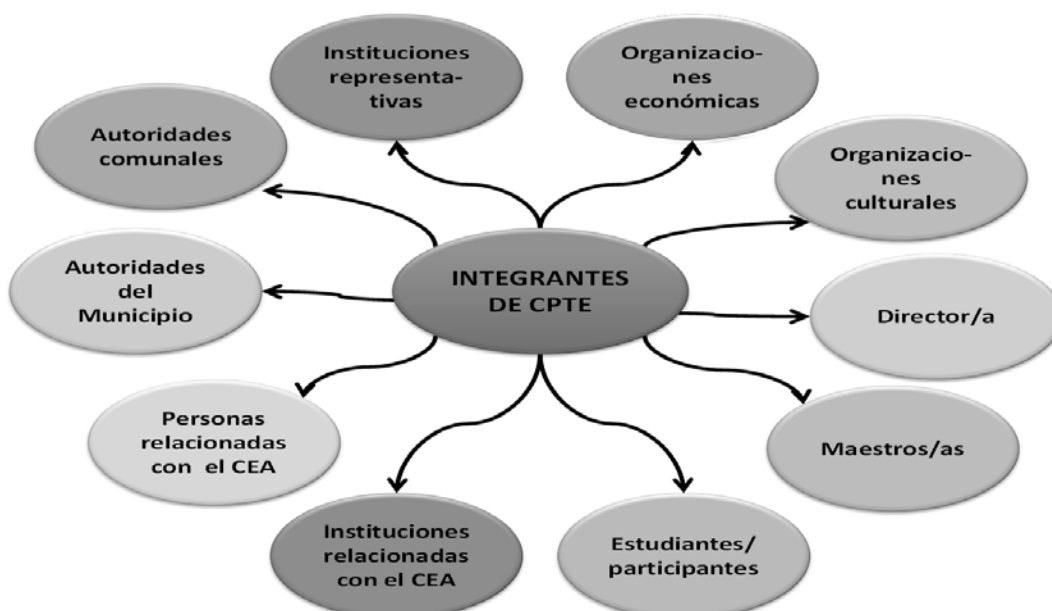 Instituciones
representa-
tivas
Organizacio-
nes
económicas
Autoridades
comunales
Organizacio-
nes
culturales
Autoridades
del
Municipio
INTEGRANTES
DE CPTE
Director/a
Personas
relacionadas
con el CEA
Maestros/as
Instituciones
relacionadas
con el CEA
Estudiantes/
participantes